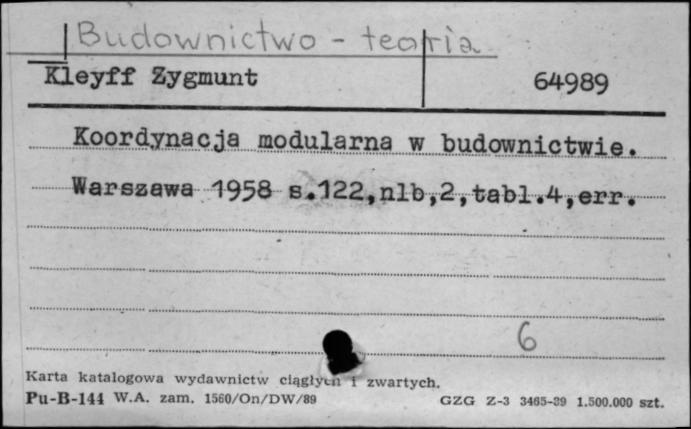 Budownictwo - teoria
Kleyff Zygmunt 64989
Koordynacja modularna w budownictwie.
Warszawa 1958 s.122,nlb,2,tabl.4,err.
6
Karta katalogowa wydawnictw ciągłych i zwartych.
Pu-B-144 W.A. zam. 1560/On/DW/89 GZG Z-3 3465-89 1.500.000 szt.